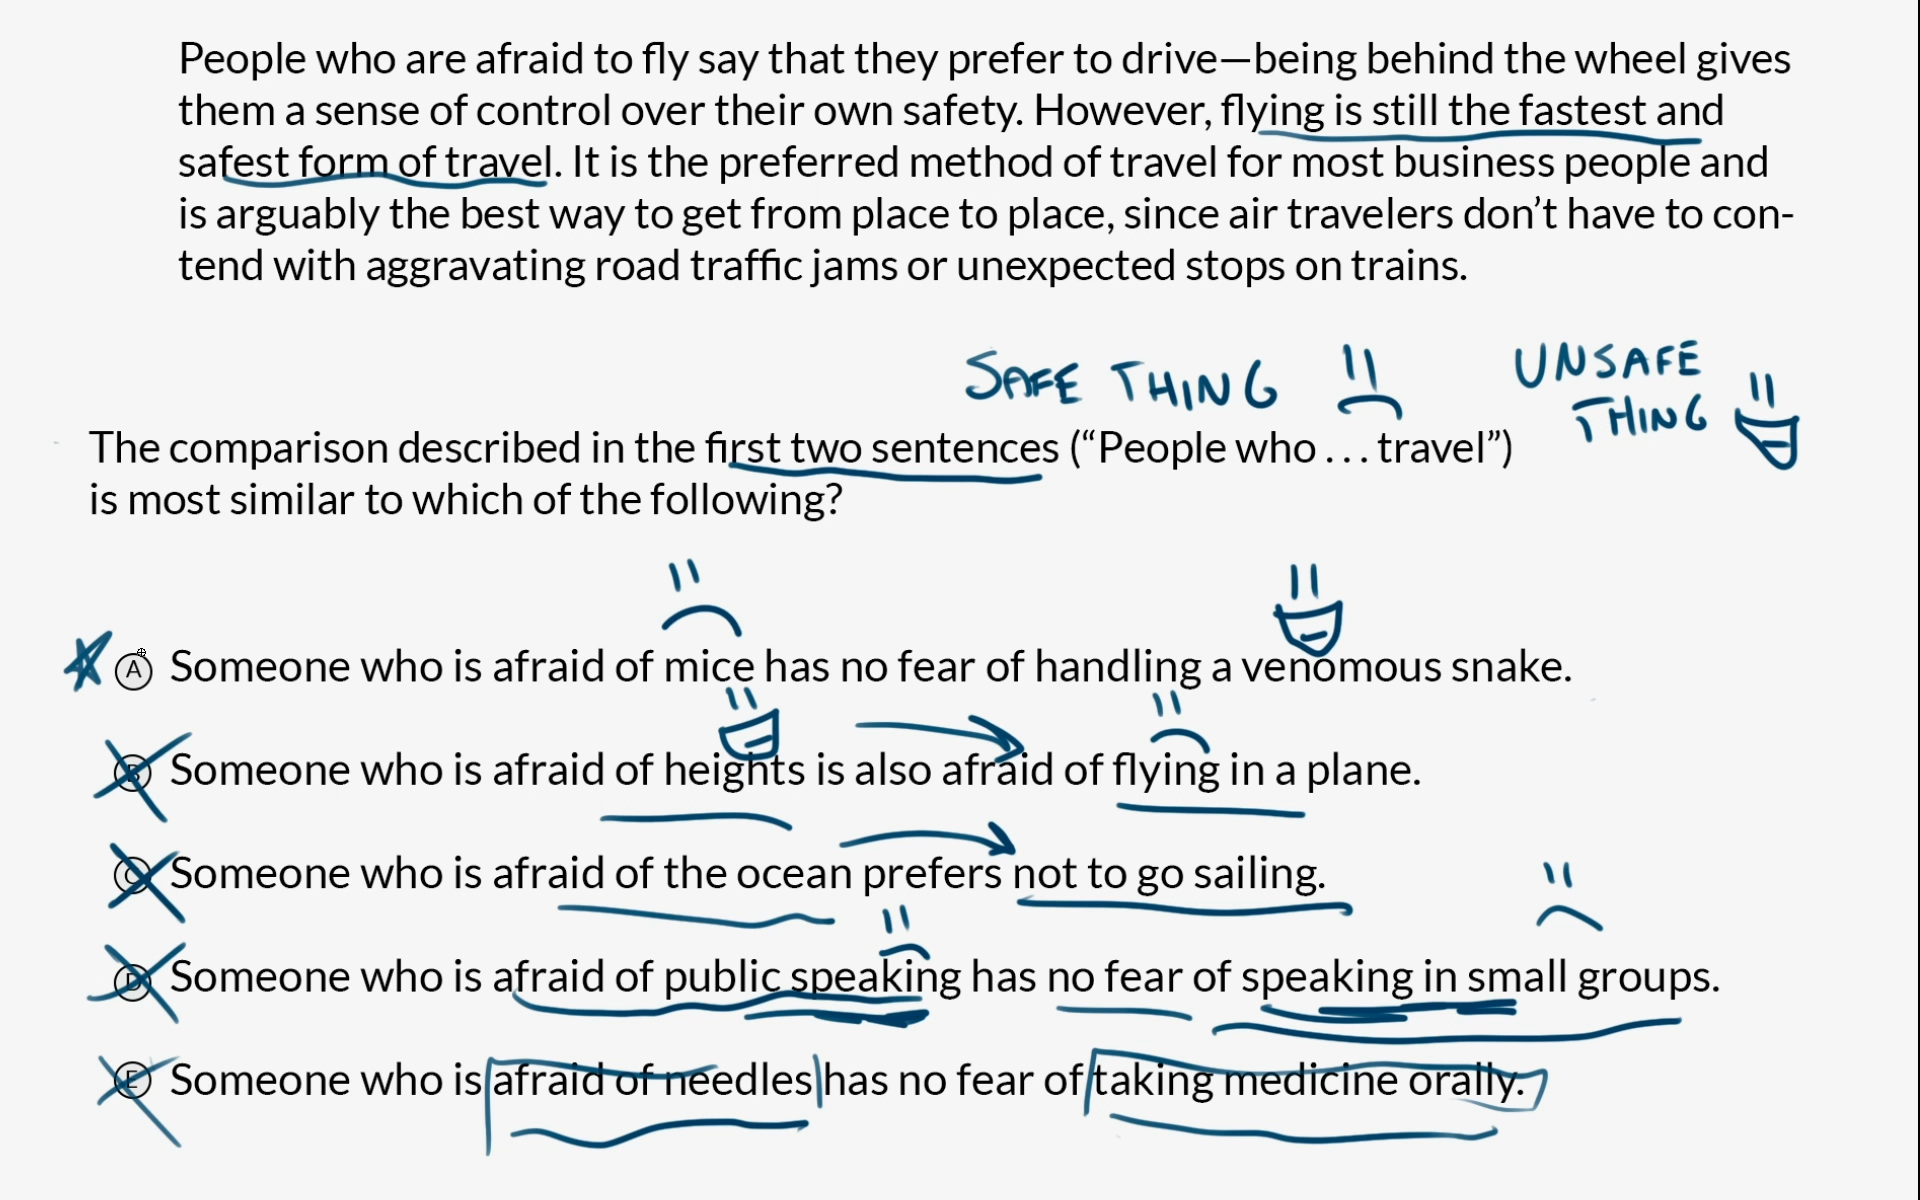 People who are afraid to fly say that they prefer to drive—being behind the wheel gives
them a sense of control over their own safety. However, flying is still the fastest and
safest form of travel. It is the preferred method of travel for most business people and
is arguably the best way to get from place to place, since air travelers don’t have to con-
tend with aggravating road traffic jams or unexpected stops on trains.
SAFE THING
UNSAFE
THING
The comparison described in the first two sentences (“People who . . . travel”)
is most similar to which of the following?
A Someone who is afraid of mice has no fear of handling a venomous snake.
B Someone who is afraid of heights is also afraid of flying in a plane.
C Someone who is afraid of the ocean prefers not to go sailing.
D Someone who is afraid of public speaking has no fear of speaking in small groups.
E Someone who is afraid of needles has no fear of taking medicine orally.